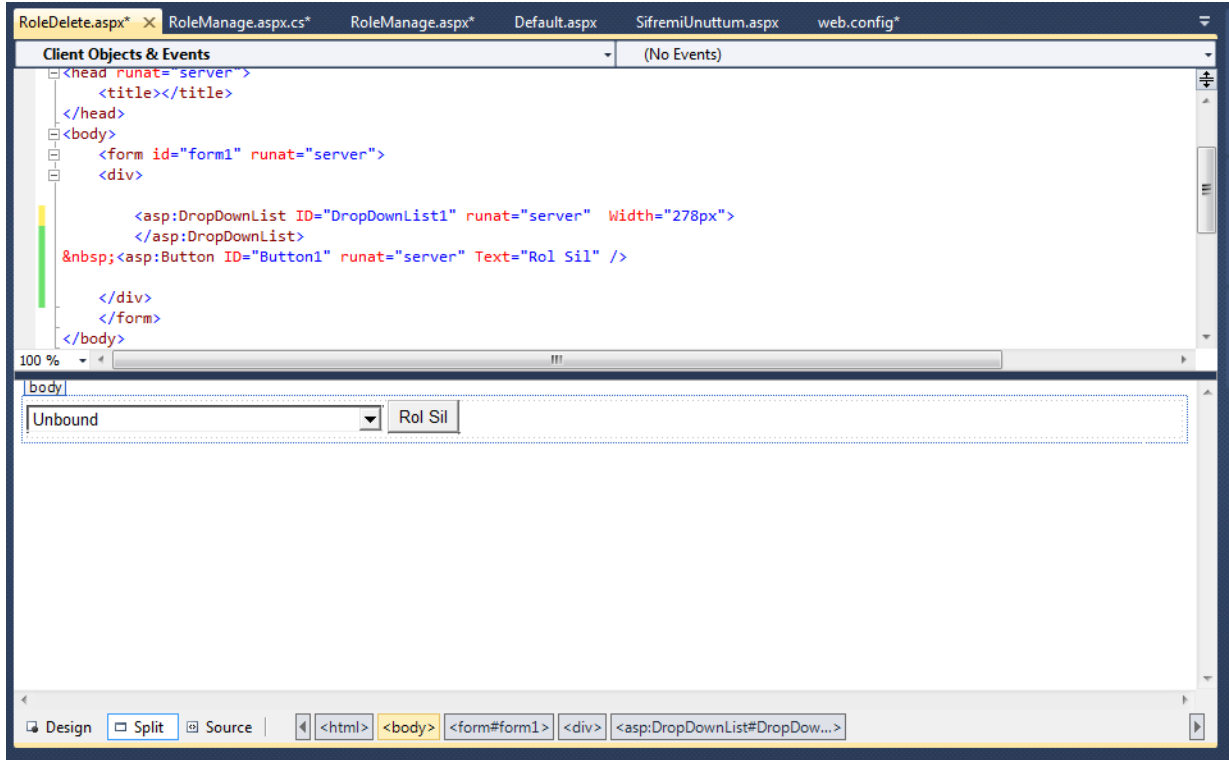 RoleDelete.aspx* RoleManage.aspx.cs* RoleManage.aspx* Default.aspx SifremiUnuttum.aspx web.config*
Client Objects & Events (No Events)
<head runat="server">
<title></title>
</head>
<body>
<form id="form1" runat="server">
<div>
<asp:DropDownList ID="DropDownList1" runat="server" Width="278px">
</asp:DropDownList>
&nbsp;<asp:Button ID="Button1" runat="server" Text="Rol Sil" />
</div>
</form>
</body>
100 %
body
Unbound Rol Sil
Design Split Source <html> <body> <form#form1> <div> <asp:DropDownList#DropDow...>